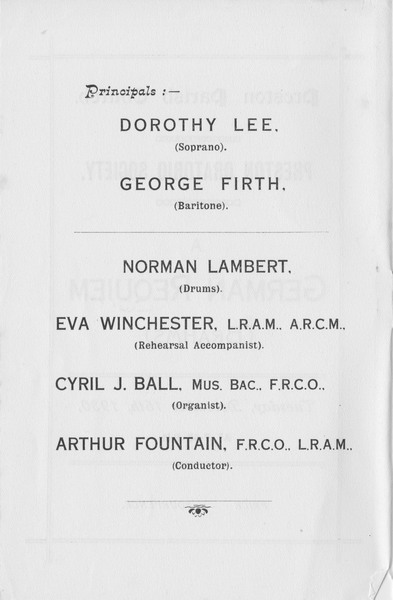 Principals :—
DOROTHY LEE,
(Soprano).
GEORGE FIRTH,
(Baritone).
NORMAN LAMBERT,
(Drums).
EVA WINCHESTER, L.R.A.M., A.R.C.M.,
(Rehearsal Accompanist).
CYRIL J. BALL, MUS. BAC., F.R.C.O.,
(Organist).
ARTHUR FOUNTAIN, F.R.C.O., L.R.A.M.,
(Conductor).